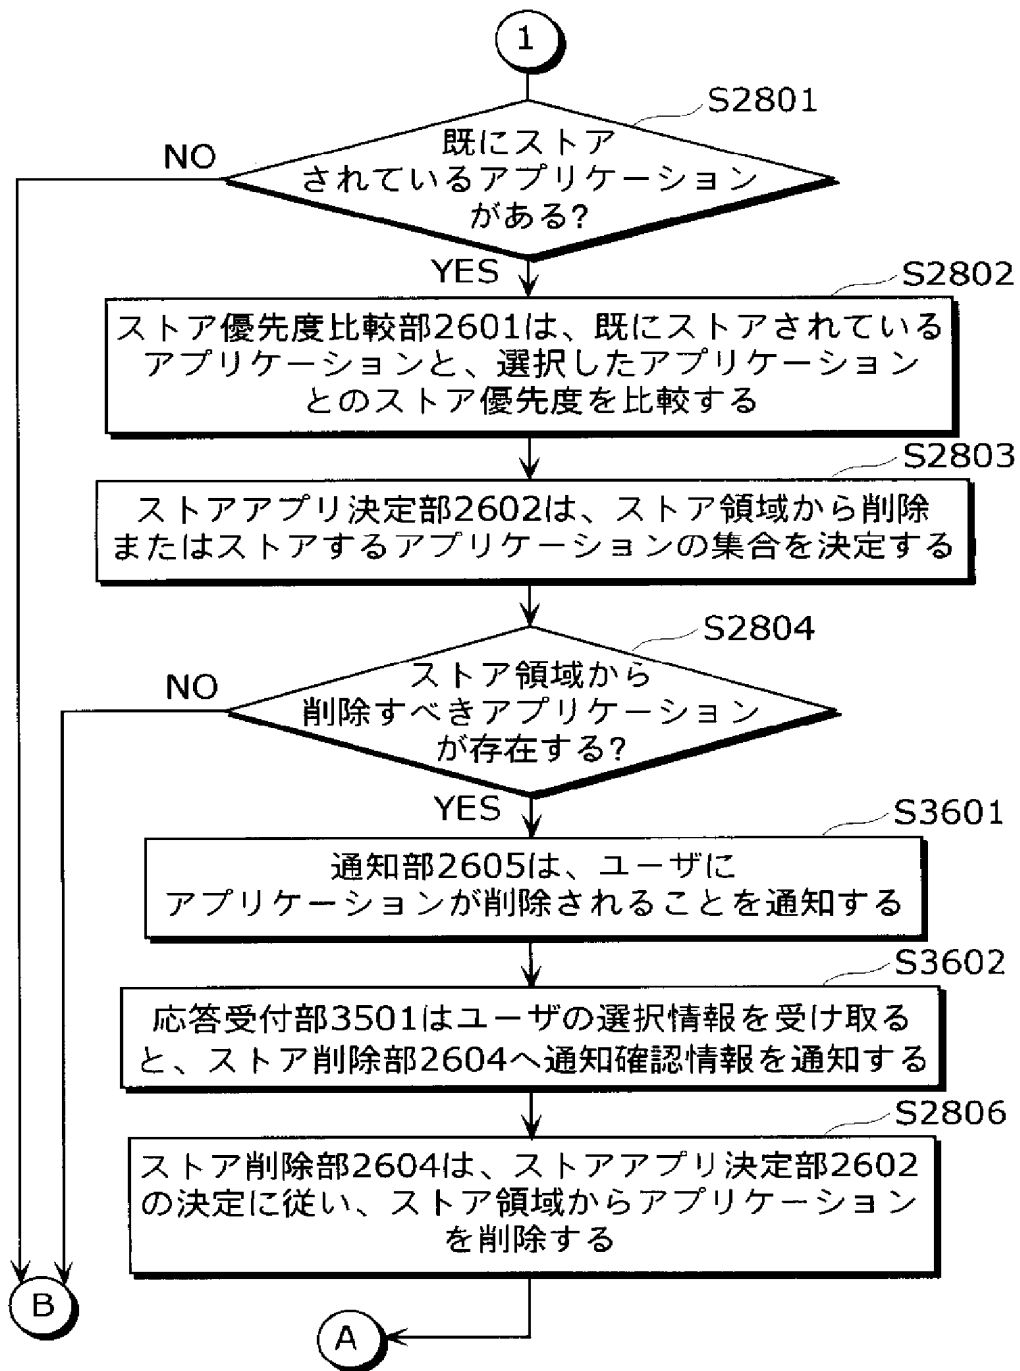 1
S2801
既にストア
されているアプリケーション
がある?
NO
YES
S2802
ストア優先度比較部2601は、既にストアされている
アプリケーションと、選択したアプリケーション
とのストア優先度を比較する
S2803
ストアアプリ決定部2602は、ストア領域から削除
またはストアするアプリケーションの集合を決定する
S2804
ストア領域から
削除すべきアプリケーション
が存在する?
NO
YES
S3601
通知部2605は、ユーザに
アプリケーションが削除されることを通知する
S3602
応答受付部3501はユーザの選択情報を受け取る
と、ストア削除部2604へ通知確認情報を通知する
S2806
ストア削除部2604は、ストアアプリ決定部2602
の決定に従い、ストア領域からアプリケーション
を削除する
B
A